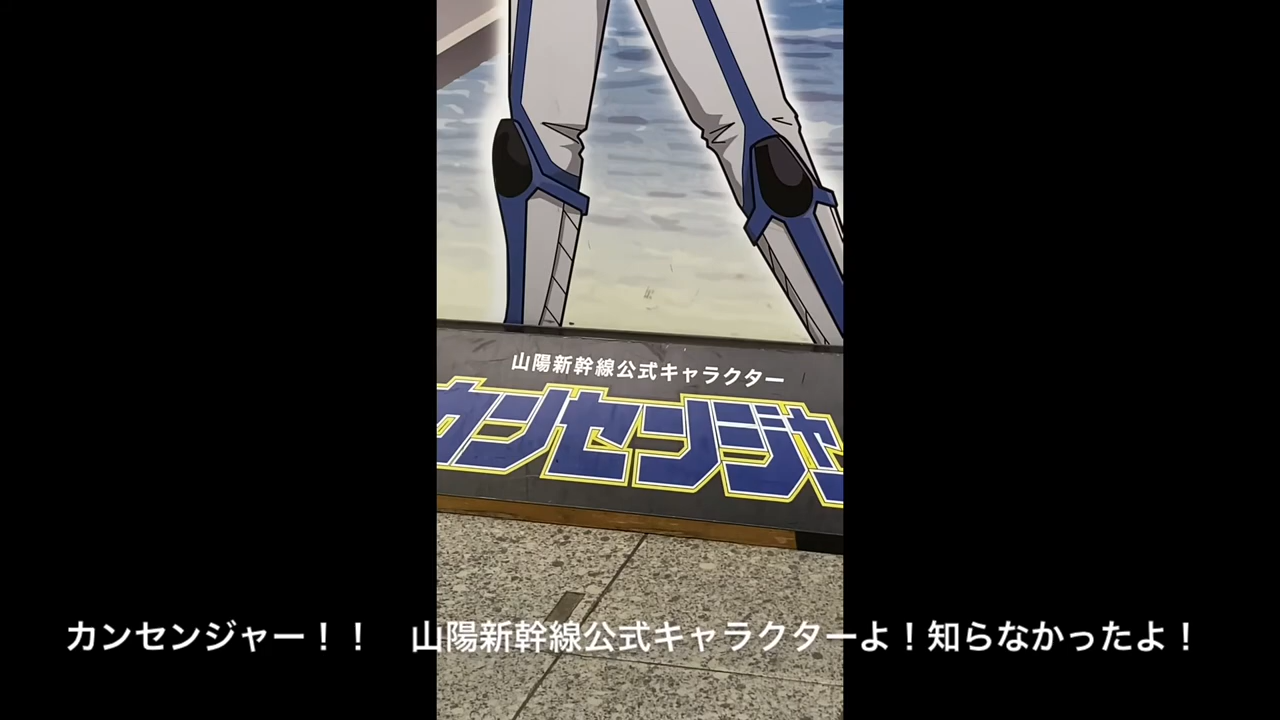 山陽新幹線公式キャラクター
カンセンジャー
カンセンジャー！！　山陽新幹線公式キャラクターよ！知らなかったよ！